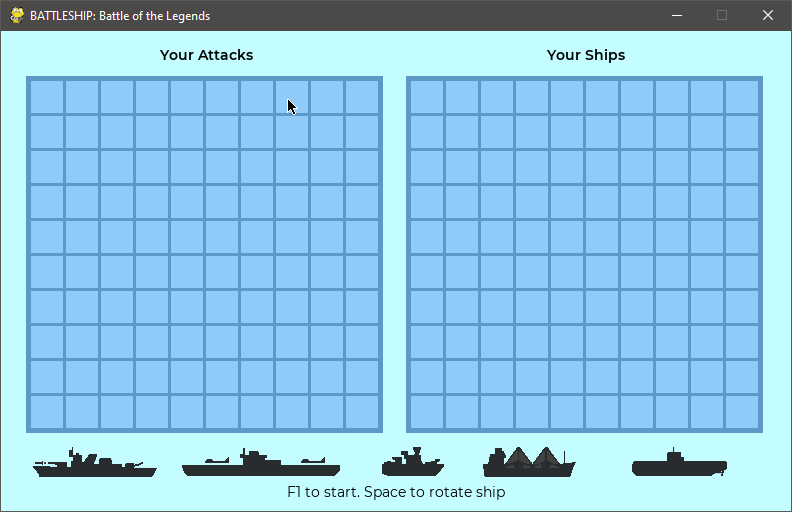 BATTLESHIP: Battle of the Legends
Your Attacks
Your Ships
F1 to start. Space to rotate ship